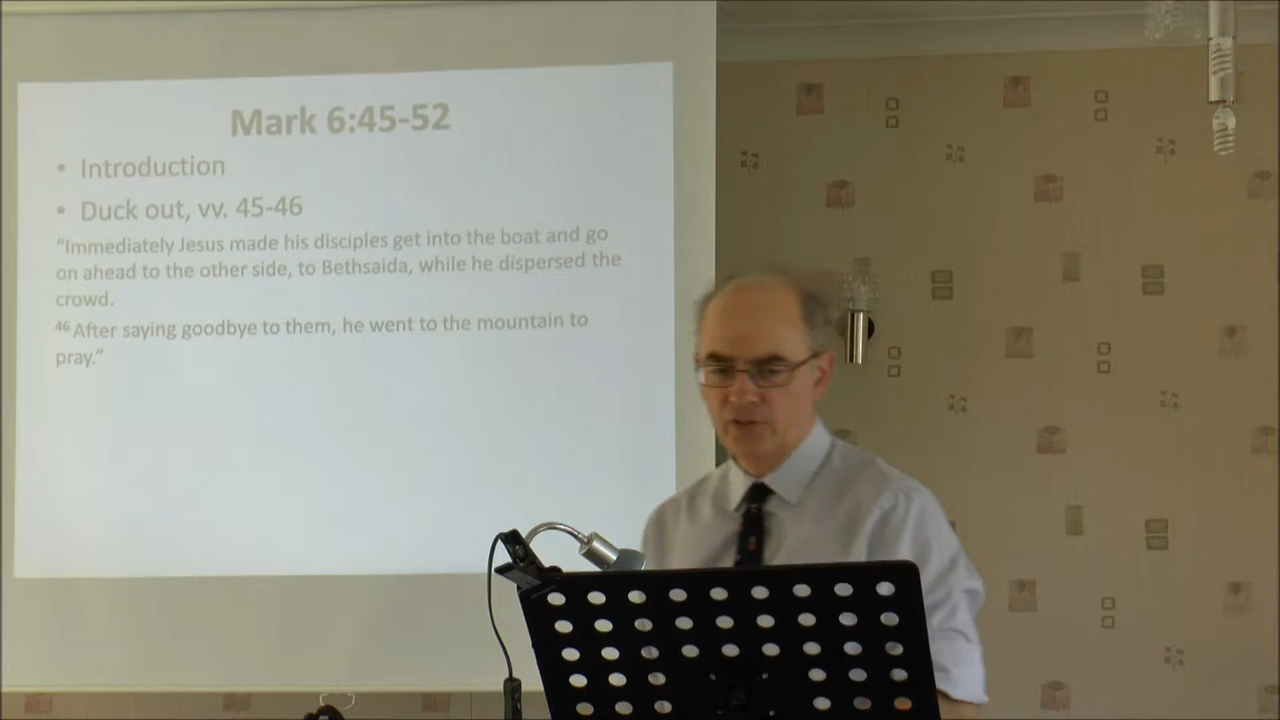 Mark 6:45-52
• Introduction
• Duck out, vv. 45-46
“Immediately Jesus made his disciples get into the boat and go
on ahead to the other side, to Bethsaida, while he dispersed the
crowd.
⁴⁶ After saying goodbye to them, he went to the mountain to
pray.”